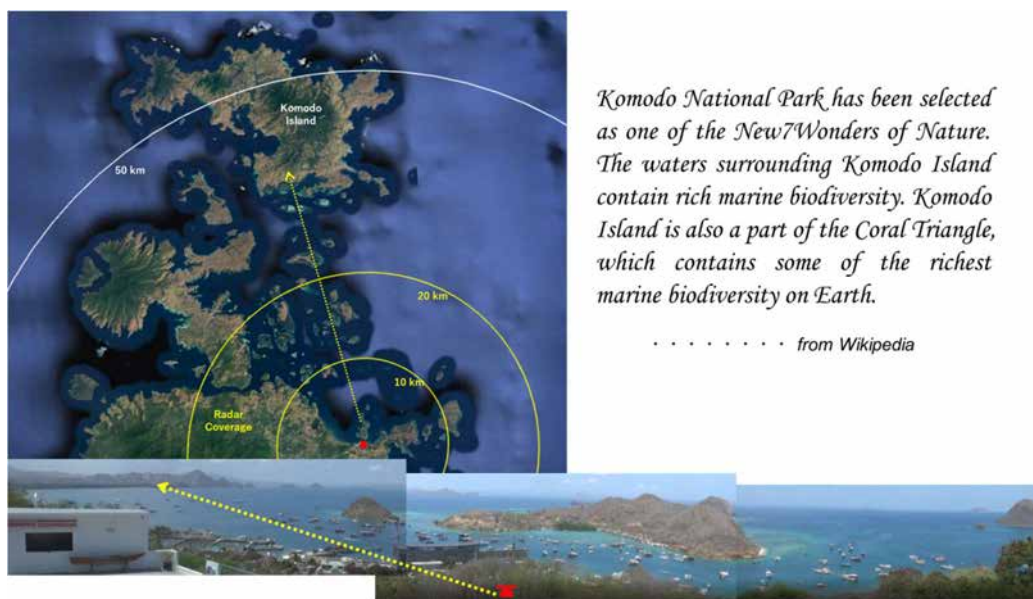 Komodo
Island
50 km
20 km
10 km
Radar
Coverage
Komodo National Park has been selected
as one of the New7Wonders of Nature.
The waters surrounding Komodo Island
contain rich marine biodiversity. Komodo
Island is also a part of the Coral Triangle,
which contains some of the richest
marine biodiversity on Earth.
. . . . . . . . from Wikipedia